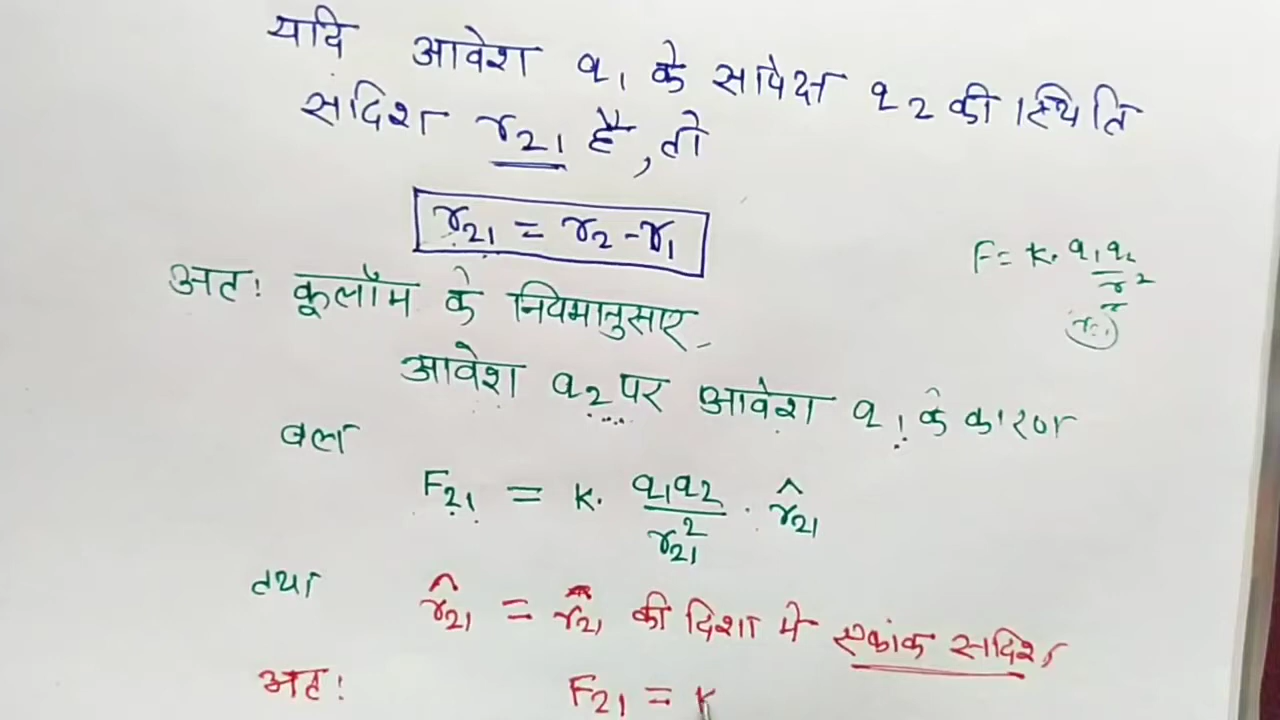 यदि आवेश q1 के सापेक्ष q2 की स्थिति
सदिश r21 है, तो
r21 = r2 - r1
F = K. q1q2/r²
अतः कूलॉम के नियमानुसार
आवेश q2 पर आवेश q1 के कारण
बल
F21 = K. q1q2/r21² . r̂21
तथा r̂21 = r21 की दिशा में एकांक सदिश,
अतः F21 = K